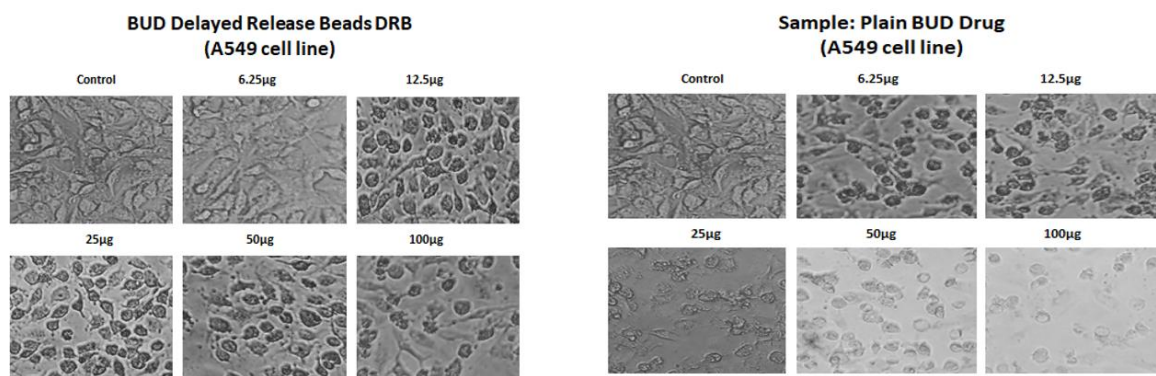 BUD Delayed Release Beads DRB
(A549 cell line)
Control 6.25µg 12.5µg
25µg 50µg 100µg
Sample: Plain BUD Drug
(A549 cell line)
Control 6.25µg 12.5µg
25µg 50µg 100µg